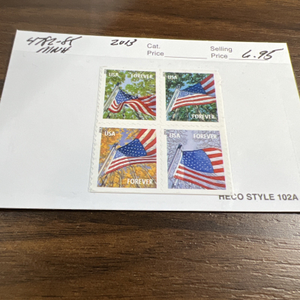 4782-85 2013 Cat. Selling
MNH Price Price 6.95
USA FOREVER USA FOREVER
USA USA
FOREVER FOREVER
HECO STYLE 102A